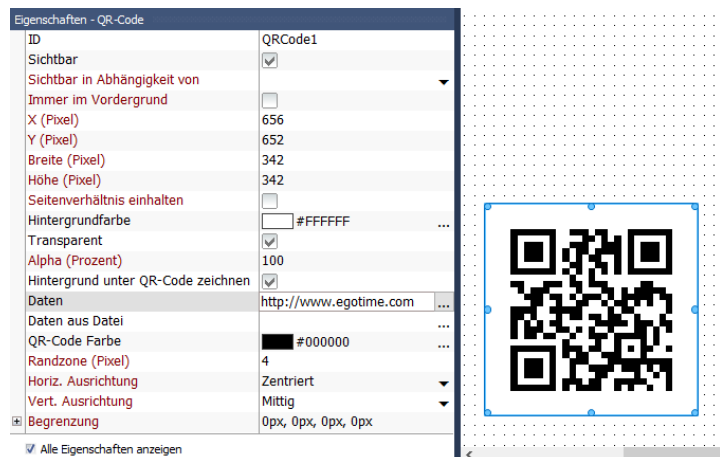 Eigenschaften - QR-Code
ID QRCode1
Sichtbar
Sichtbar in Abhängigkeit von
Immer im Vordergrund
X (Pixel) 656
Y (Pixel) 652
Breite (Pixel) 342
Höhe (Pixel) 342
Seitenverhältnis einhalten
Hintergrundfarbe #FFFFFF ...
Transparent
Alpha (Prozent) 100
Hintergrund unter QR-Code zeichnen
Daten http://www.egotime.com ...
Daten aus Datei ...
QR-Code Farbe #000000 ...
Randzone (Pixel) 4
Horiz. Ausrichtung Zentriert
Vert. Ausrichtung Mittig
Begrenzung 0px, 0px, 0px, 0px
Alle Eigenschaften anzeigen